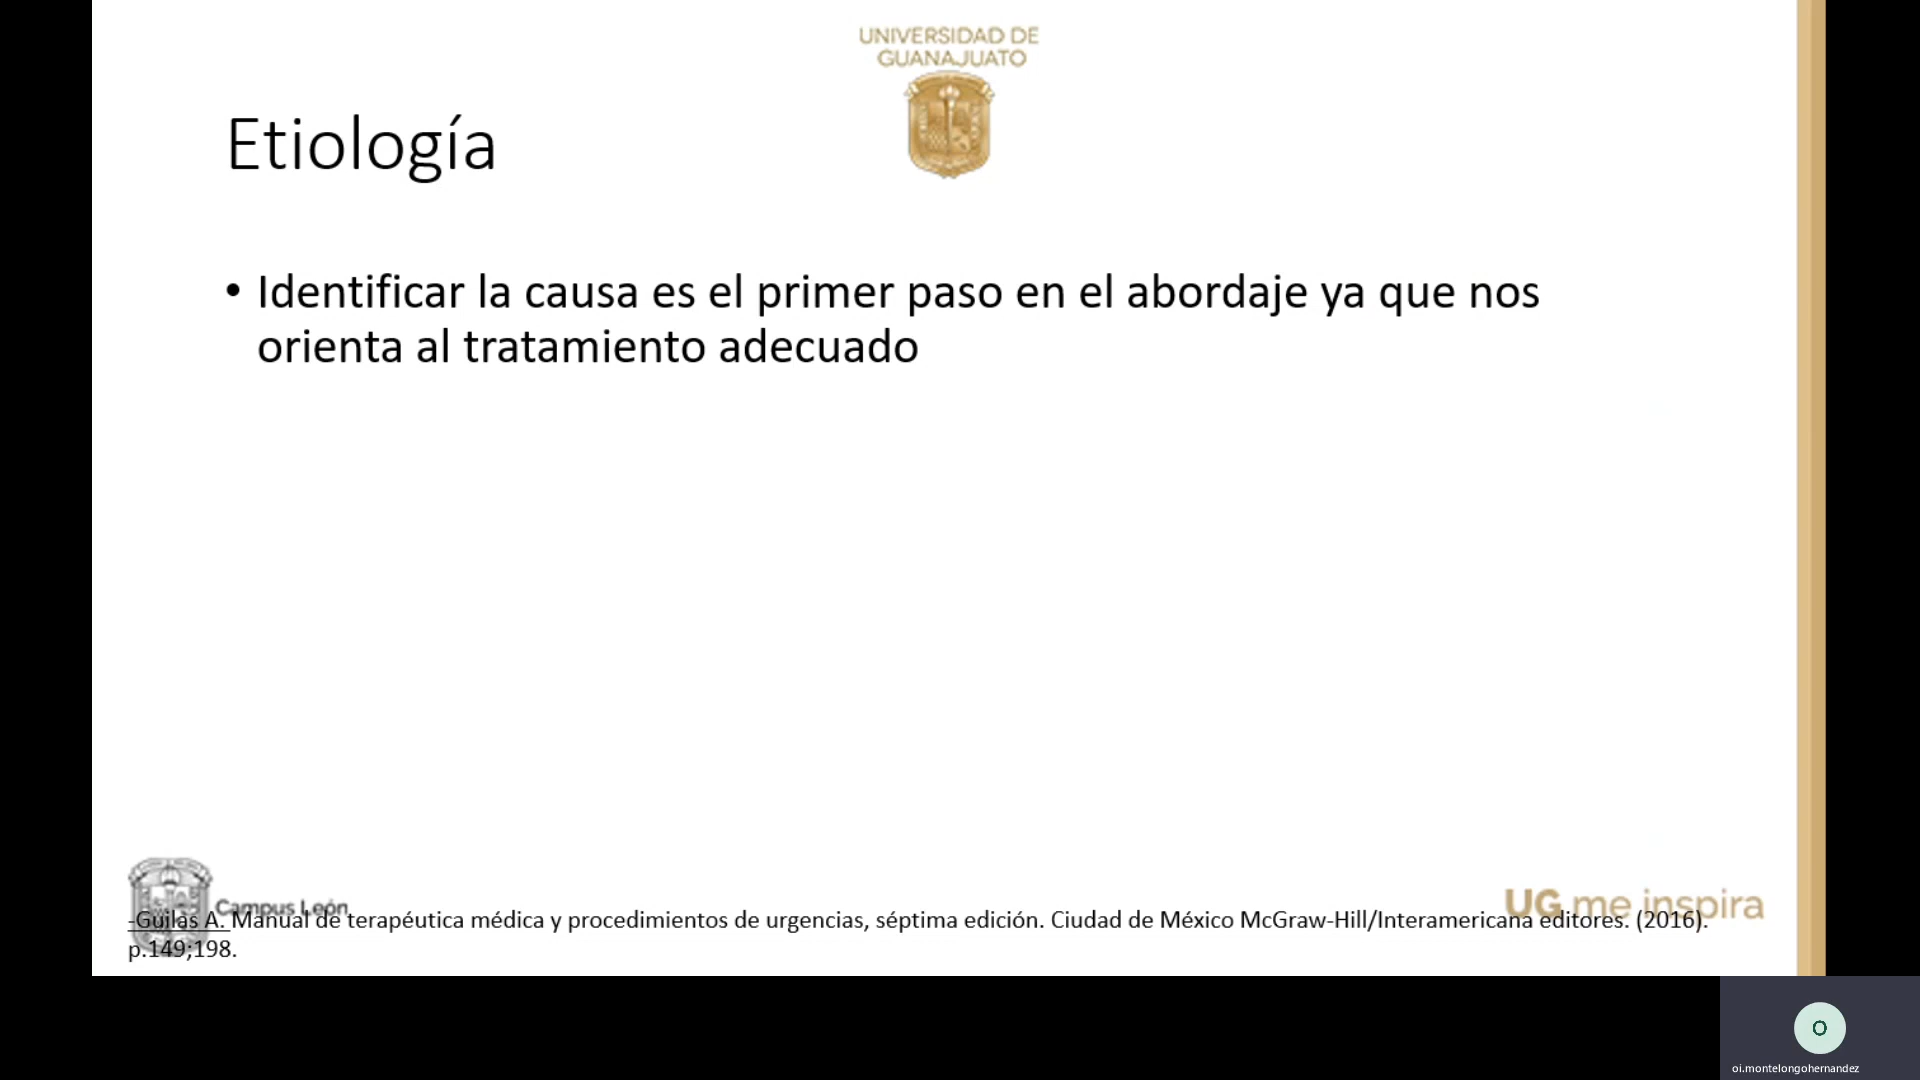 UNIVERSIDAD DE
GUANAJUATO
Etiología
• Identificar la causa es el primer paso en el abordaje ya que nos
orienta al tratamiento adecuado
Campus León
UG me inspira
-Guilas A. Manual de terapéutica médica y procedimientos de urgencias, séptima edición. Ciudad de México McGraw-Hill/Interamericana editores. (2016).
p.149;198.
O
oi.montelongohernandez